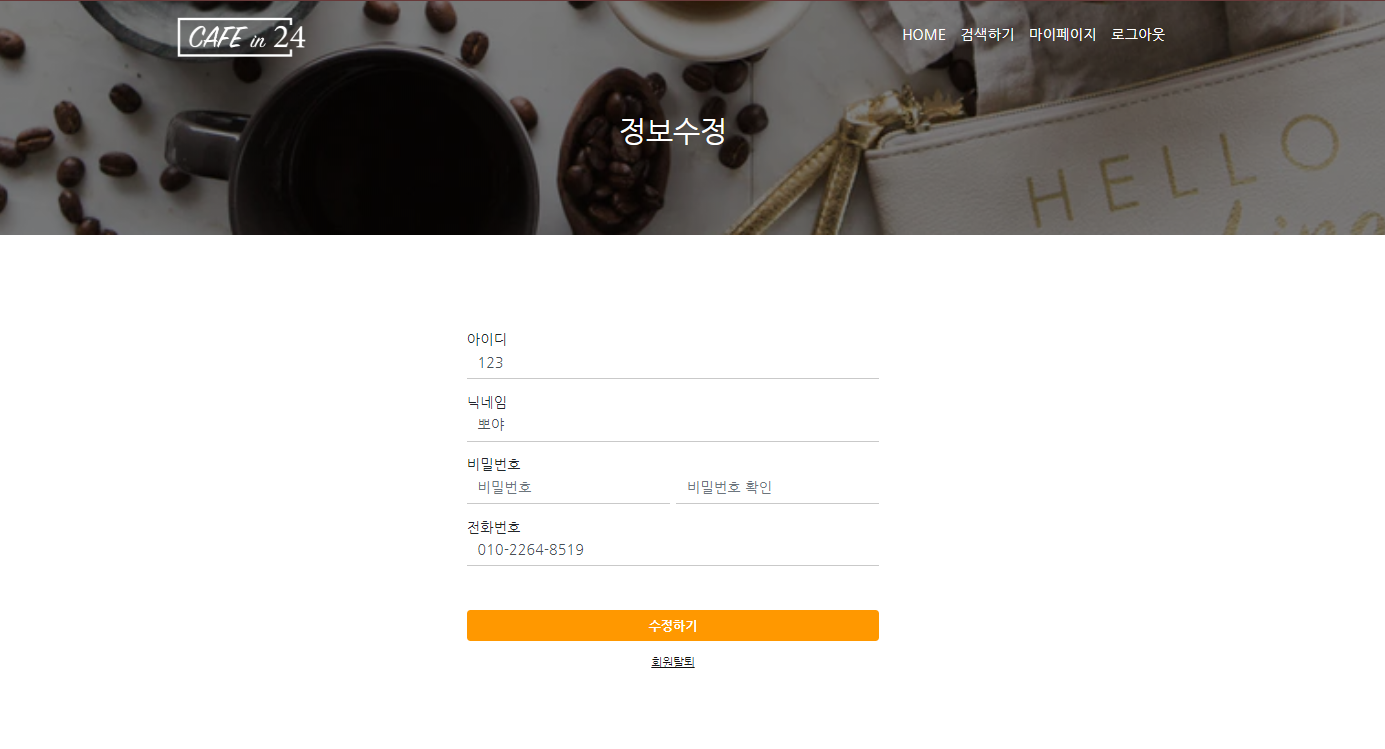 CAFE in 24
HOME 검색하기 마이페이지 로그아웃
정보수정
HELLO
아이디
123
닉네임
뽀야
비밀번호
비밀번호 비밀번호 확인
전화번호
010-2264-8519
수정하기
회원탈퇴